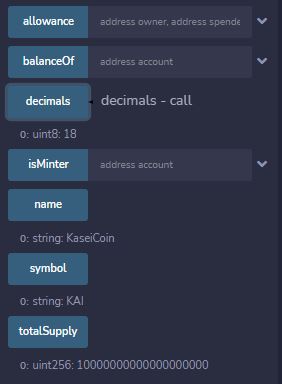 allowance address owner, address spende
balanceOf address account
decimals decimals - call
0: uint8: 18
isMinter address account
name
0: string: KaseiCoin
symbol
0: string: KAI
totalSupply
0: uint256: 10000000000000000000